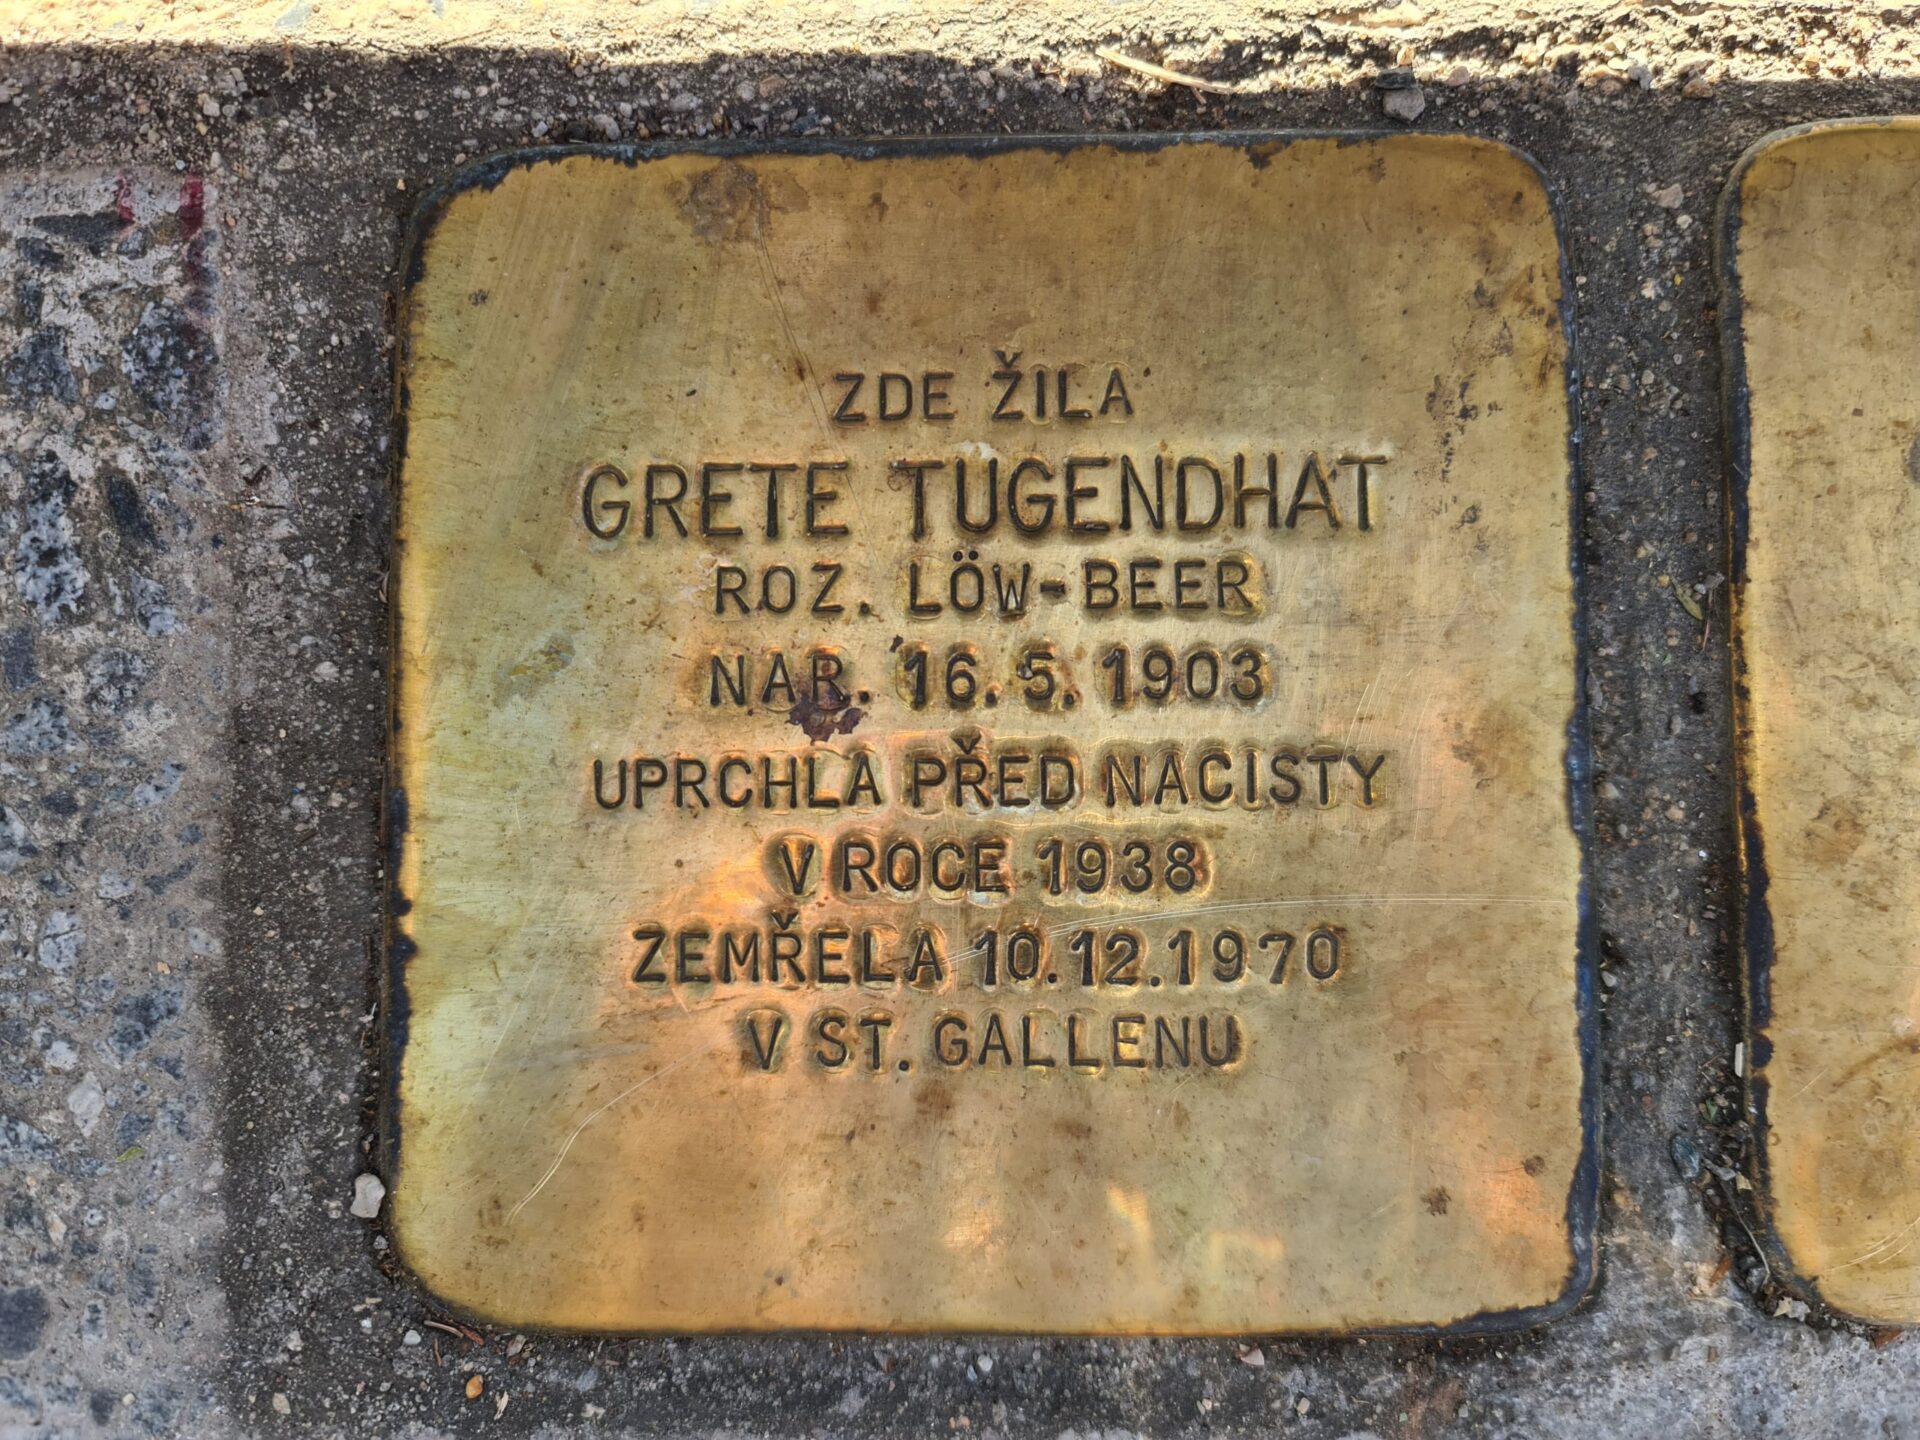 ZDE ŽILA
GRETE TUGENDHAT
ROZ. LÖW-BEER
NAR. 16.5.1903
UPRCHLA PŘED NACISTY
V ROCE 1938
ZEMŘELA 10.12.1970
V ST. GALLENU